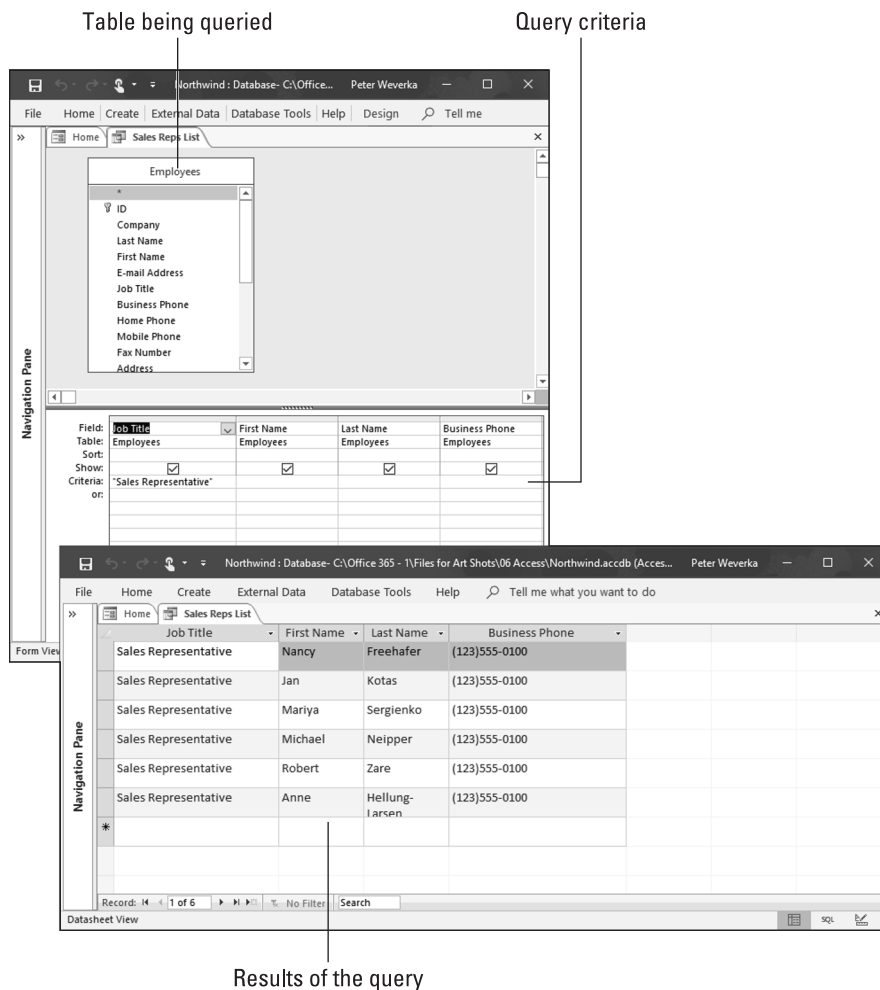 Table being queried
Query criteria
Northwind : Database- C:\Office... Peter Weverka
File Home Create External Data Database Tools Help Design Tell me
» Home Sales Reps List
Navigation Pane
Employees
*
ID
Company
Last Name
First Name
E-mail Address
Job Title
Business Phone
Home Phone
Mobile Phone
Fax Number
Address
Field: Job Title First Name Last Name Business Phone
Table: Employees Employees Employees Employees
Sort:
Show:
Criteria: "Sales Representative"
or:
Form View
Northwind : Database- C:\Office 365 - 1\Files for Art Shots\06 Access\Northwind.accdb (Acces... Peter Weverka
File Home Create External Data Database Tools Help Tell me what you want to do
» Home Sales Reps List
Navigation Pane
Job Title First Name Last Name Business Phone
Sales Representative Nancy Freehafer (123)555-0100
Sales Representative Jan Kotas (123)555-0100
Sales Representative Mariya Sergienko (123)555-0100
Sales Representative Michael Neipper (123)555-0100
Sales Representative Robert Zare (123)555-0100
Sales Representative Anne Hellung- (123)555-0100
Larsen
*
Record: 1 of 6 No Filter Search
Datasheet View SQL
Results of the query